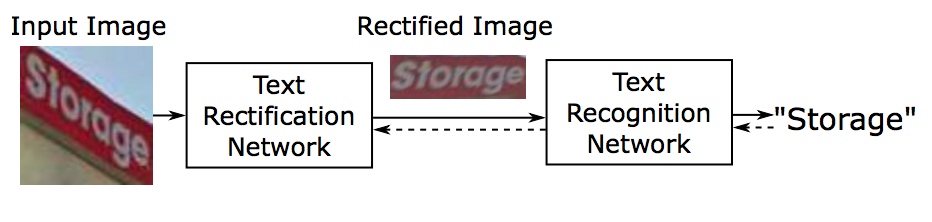 Input Image
Rectified Image
Storage
Text
Rectification
Network
Storage
Text
Recognition
Network
"Storage"